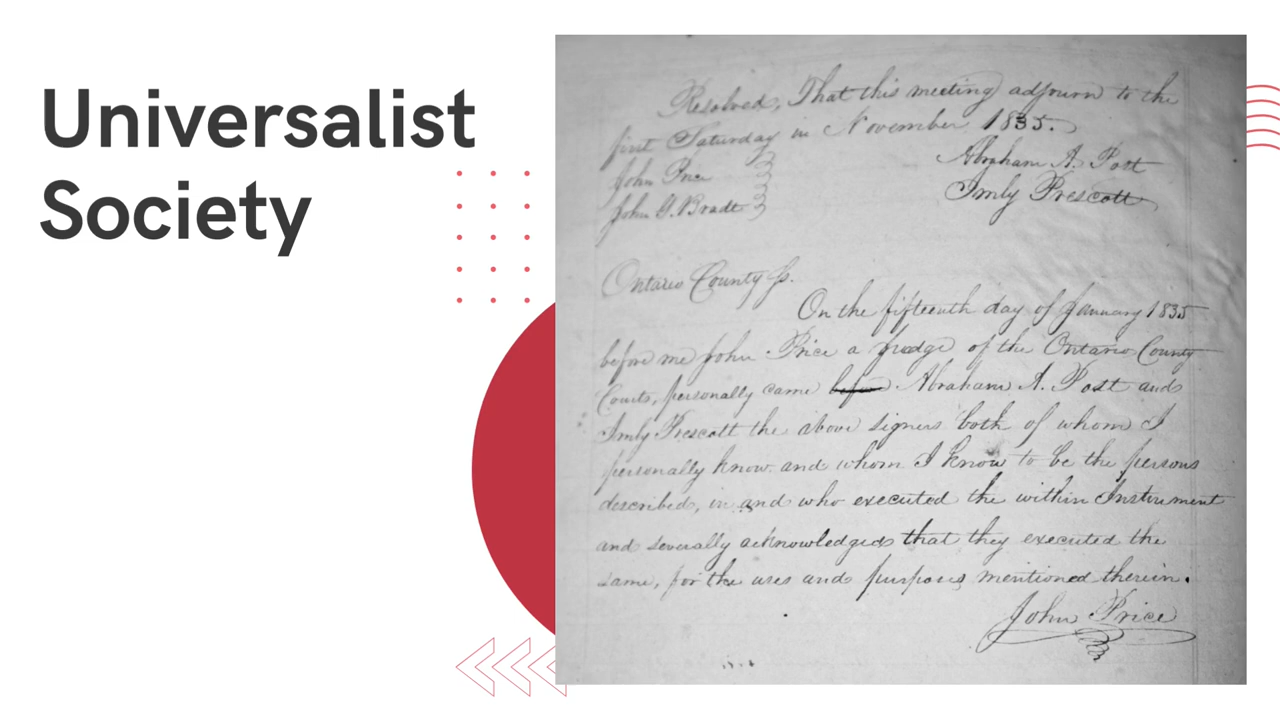 Universalist
Society
Resolved, That this meeting adjourn to the
first Saturday in November 1835.
John Price
John G. Bradt
Abraham A. Post
Imly Prescott
Ontario County Ss.
On the fifteenth day of January 1835
before me John Price a Judge of the Ontario County
Courts, personally came before Abraham A. Post and
Imly Prescott the above signers both of whom I
personally know and whom I know to be the persons
described, in and who executed the within Instrument
and severally acknowledged that they executed the
same, for the uses and purposes mentioned therein.
John Price